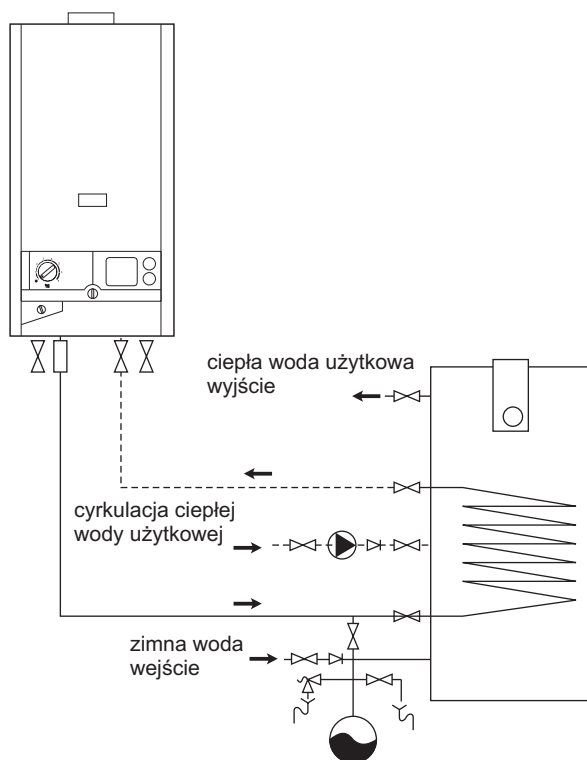 ciepła woda użytkowa
wyjście
cyrkulacja ciepłej
wody użytkowej
zimna woda
wejście